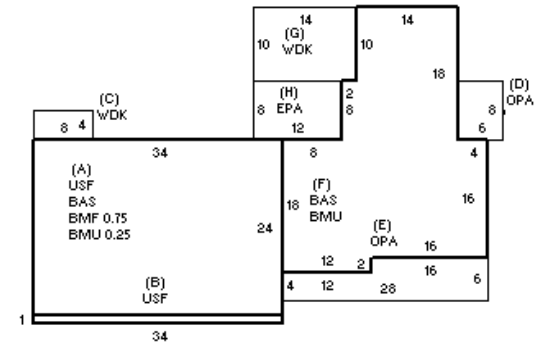 14
(G)
WDK
10
10
14
18
(H)
EPA
8
12
2
8
(D)
OPA
8
6
(C)
WDK
8 4
34
8
4
(A)
USF
BAS
BMF 0.75
BMU 0.25
24
18
(F)
BAS
BMU
16
(E)
OPA
16
12
2
16
6
4
12
28
(B)
USF
1
34